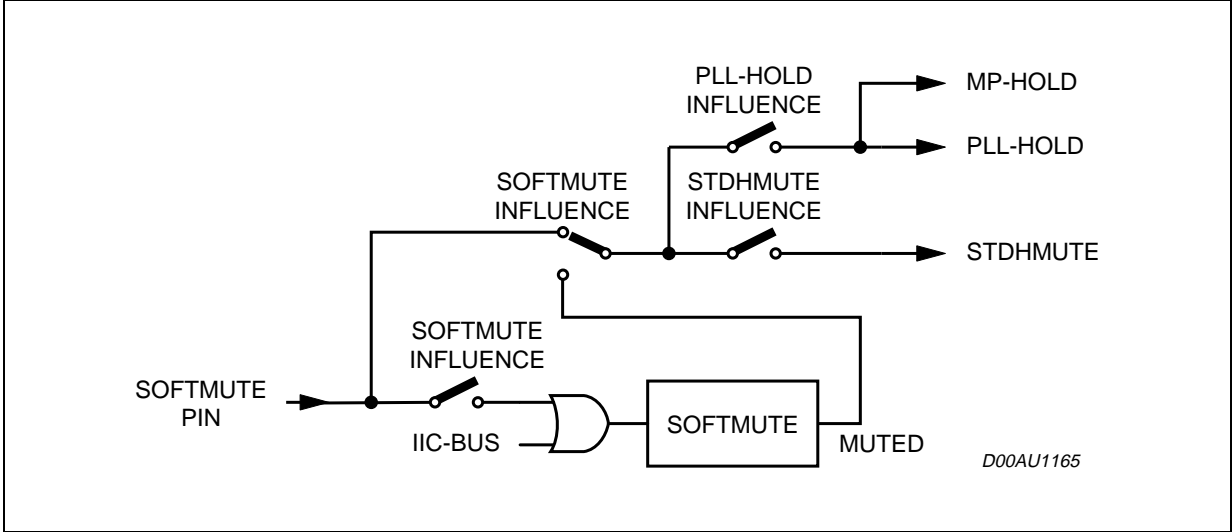 PLL-HOLD
INFLUENCE
MP-HOLD
PLL-HOLD
SOFTMUTE
INFLUENCE
STDHMUTE
INFLUENCE
STDHMUTE
SOFTMUTE
INFLUENCE
SOFTMUTE
PIN
IIC-BUS
SOFTMUTE
MUTED
D00AU1165